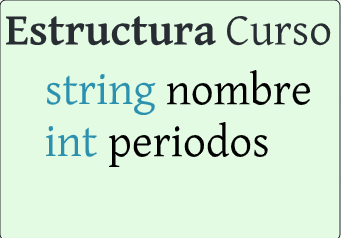 Estructura Curso
string nombre
int periodos